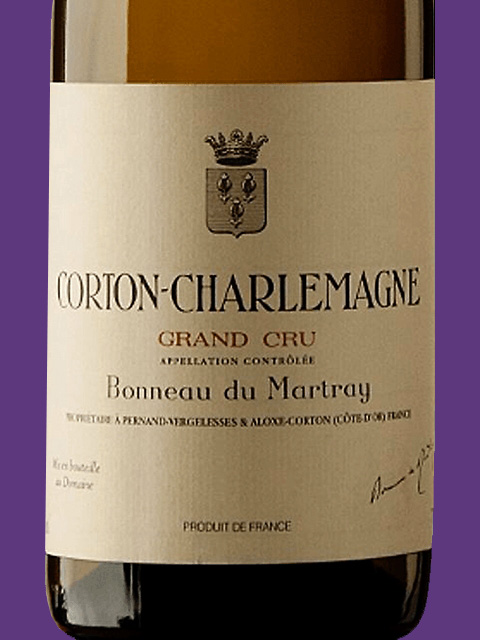 CORTON-CHARLEMAGNE
GRAND CRU
APPELLATION CONTRÔLÉE
Bonneau du Martray
PROPRIETAIRE À PERNAND-VERGELESSES & ALOXE-CORTON (CÔTE-D'OR) FRANCE
Mis en bouteille
au Domaine
PRODUIT DE FRANCE